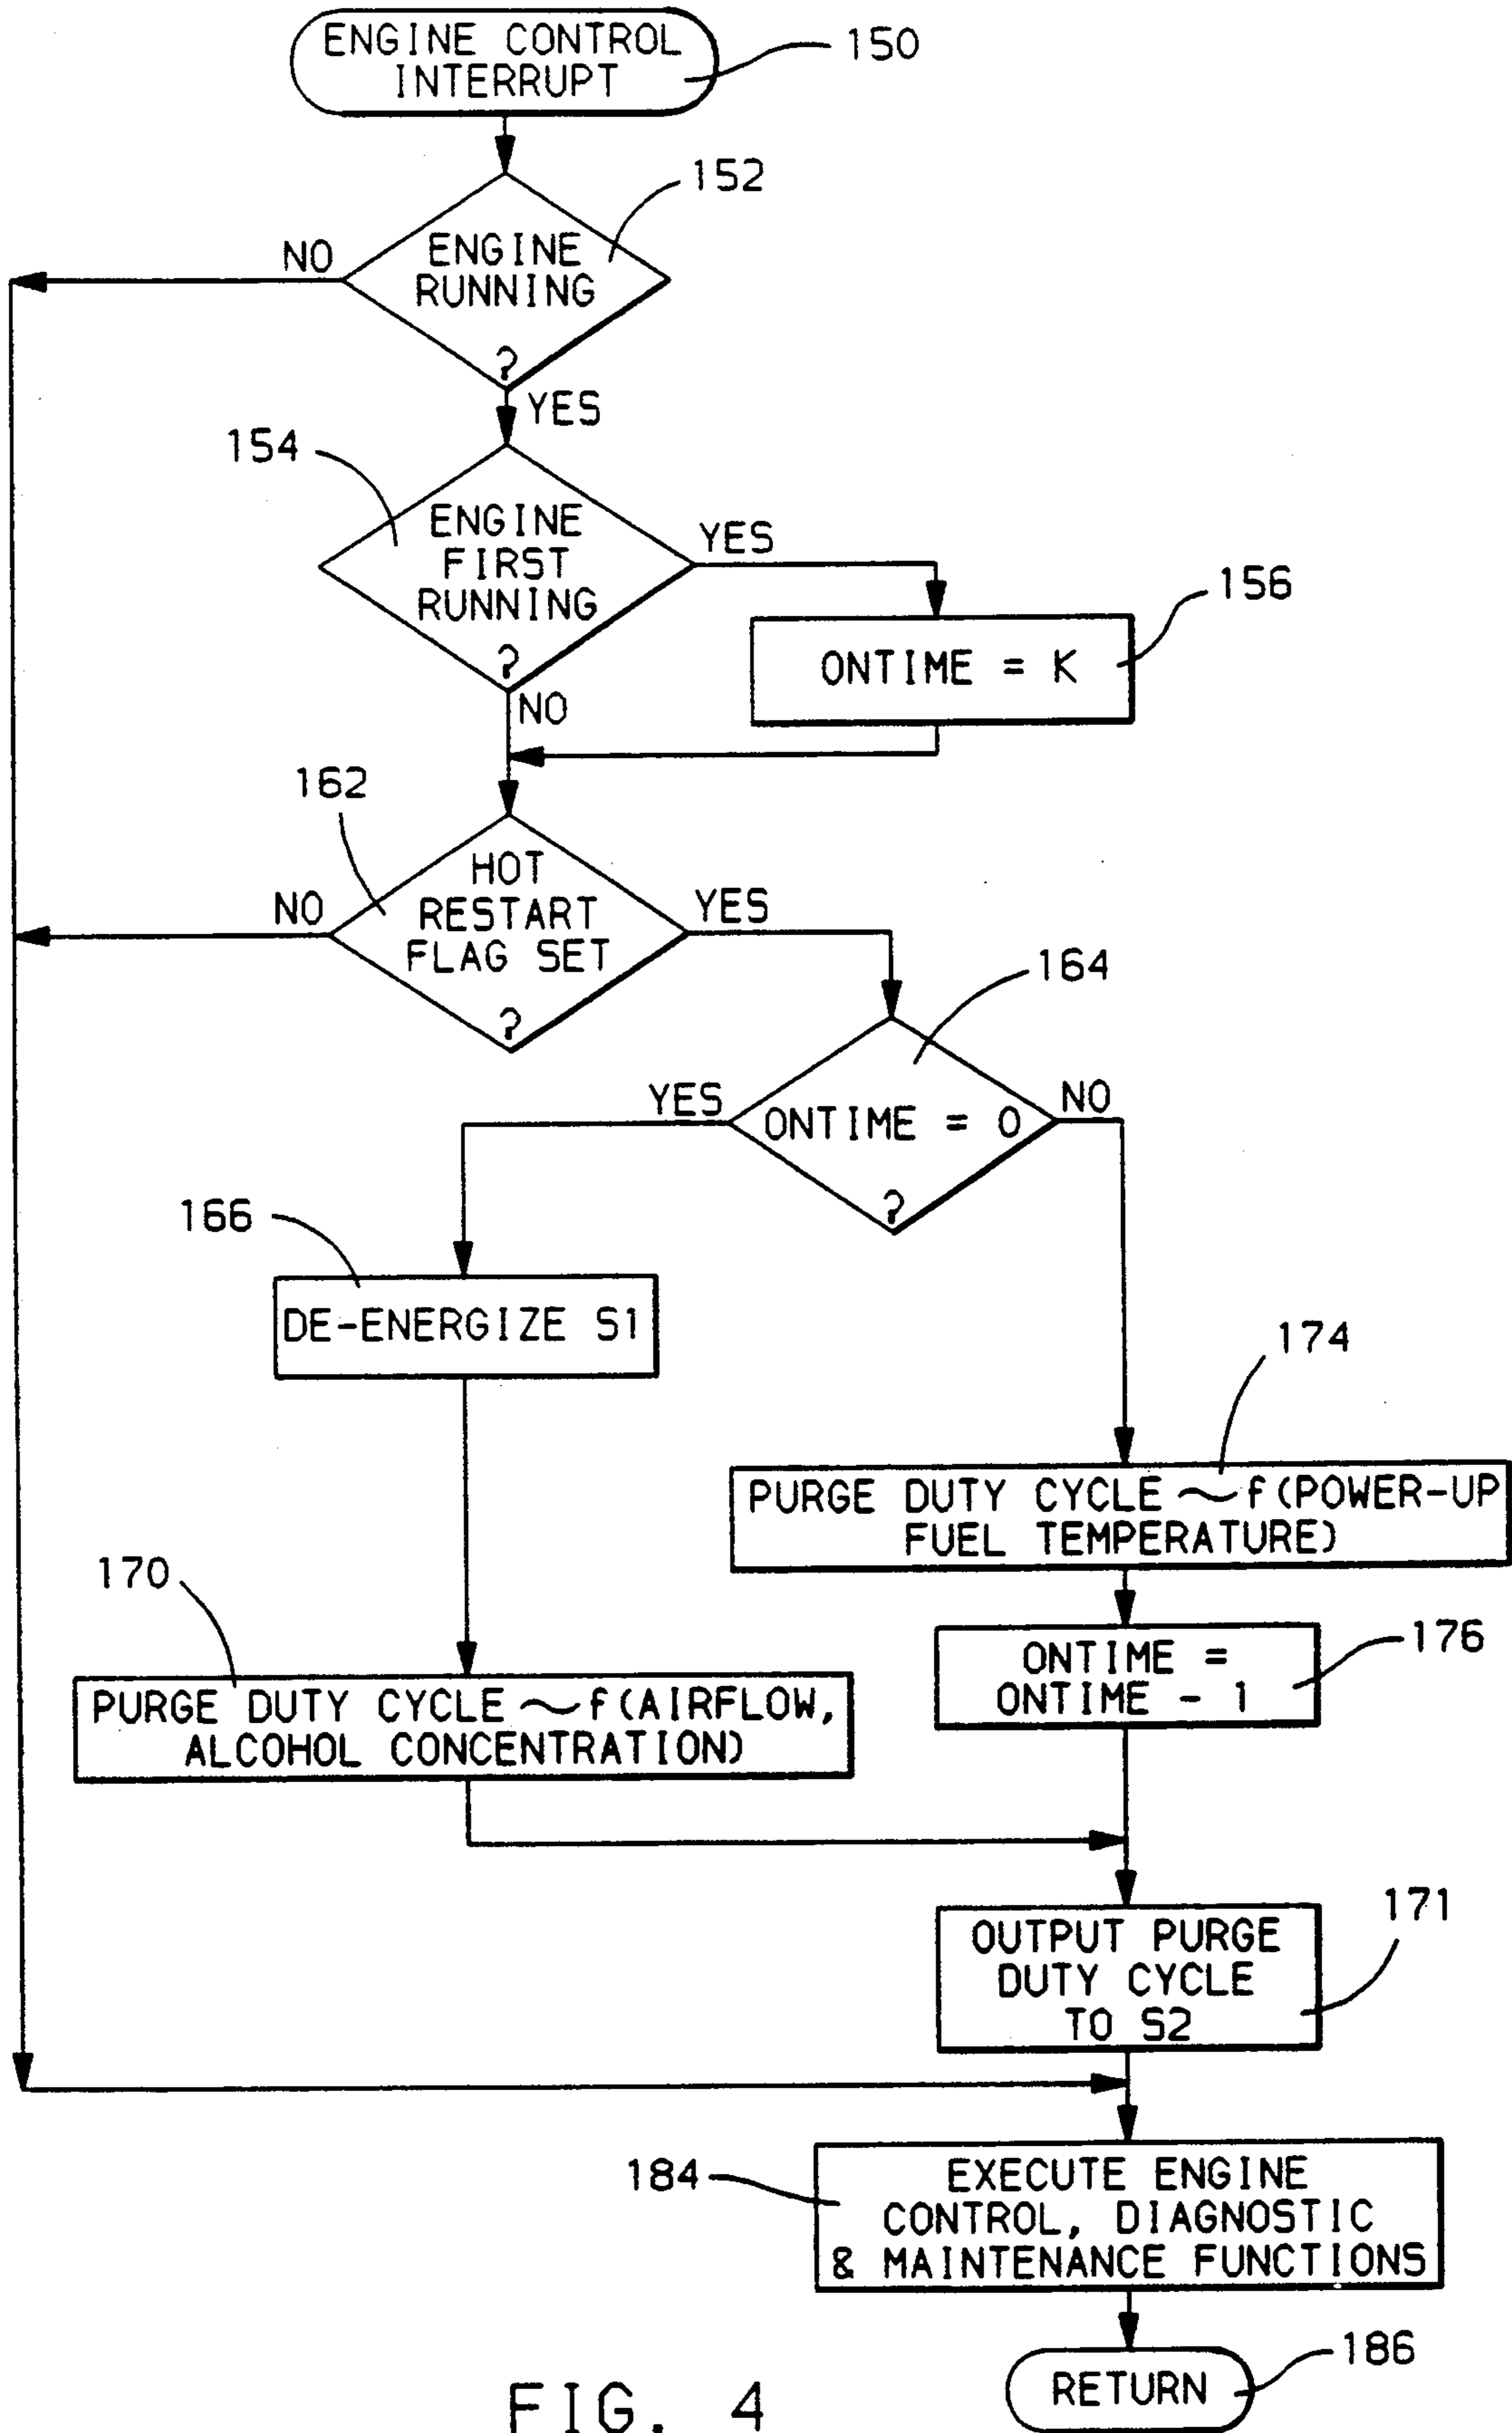 ENGINE CONTROL
INTERRUPT
150
152
NO
ENGINE
RUNNING
?
YES
154
ENGINE
FIRST
RUNNING
?
YES
156
ONTIME = K
NO
162
HOT
RESTART
FLAG SET
?
NO
YES
164
YES
ONTIME = 0
?
NO
166
DE-ENERGIZE S1
174
PURGE DUTY CYCLE ~ f (POWER-UP
FUEL TEMPERATURE)
170
PURGE DUTY CYCLE ~ f (AIRFLOW,
ALCOHOL CONCENTRATION)
176
ONTIME =
ONTIME - 1
171
OUTPUT PURGE
DUTY CYCLE
TO S2
184
EXECUTE ENGINE
CONTROL, DIAGNOSTIC
& MAINTENANCE FUNCTIONS
186
RETURN
FIG. 4